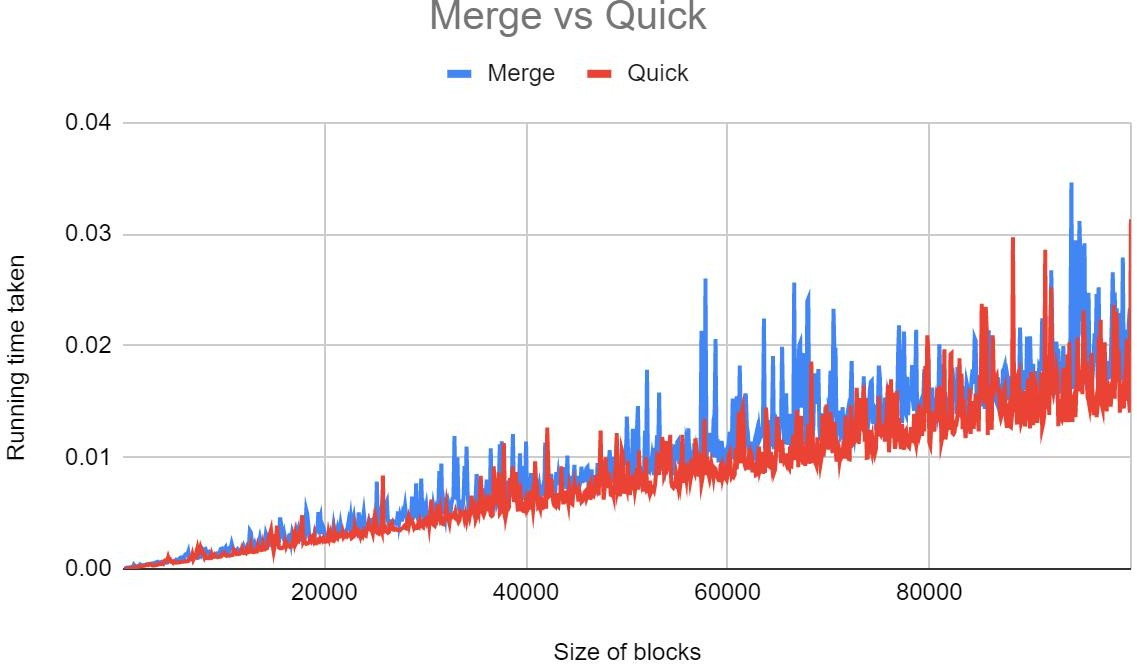 Merge vs Quick
Merge Quick
0.04
0.03
0.02
0.01
0.00
Running time taken
20000 40000 60000 80000
Size of blocks